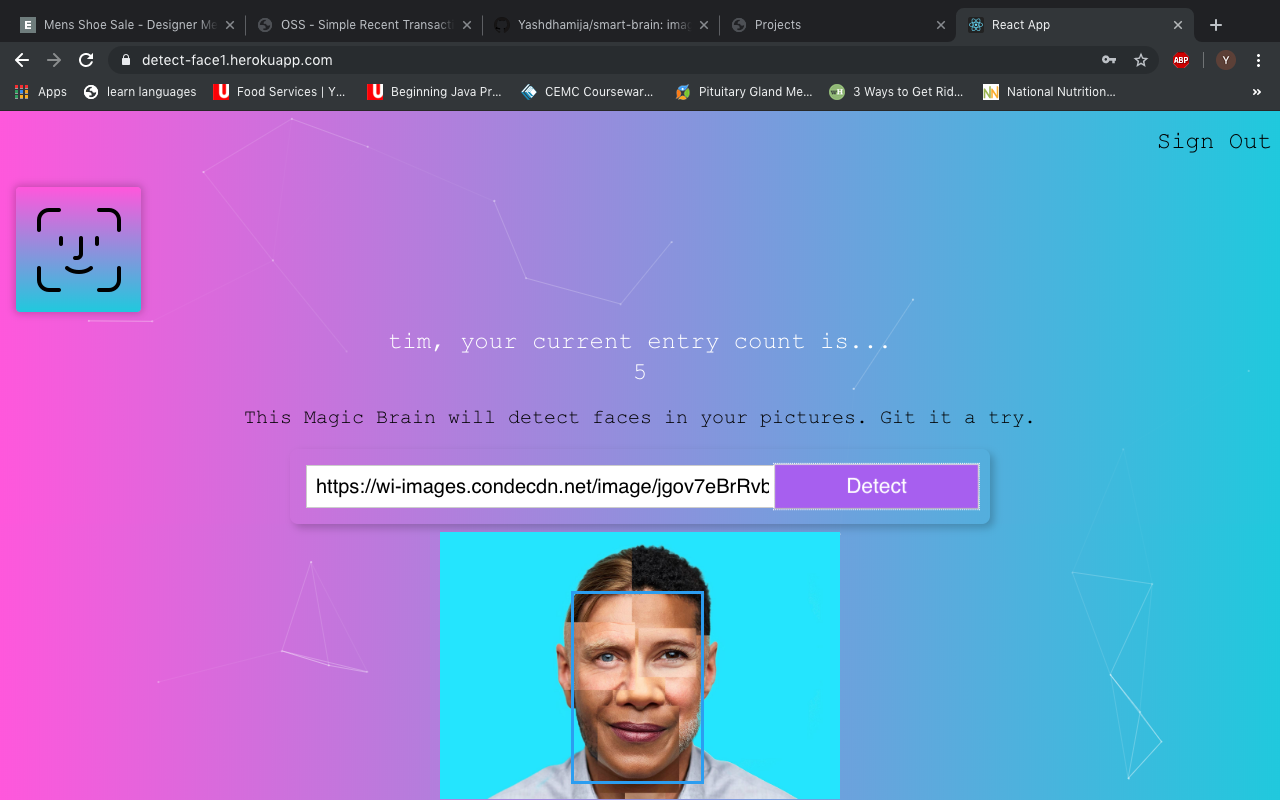 Mens Shoe Sale - Designer Me
OSS - Simple Recent Transacti
Yashdhamija/smart-brain: imag
Projects
React App
detect-face1.herokuapp.com
ABP
Y
Apps
learn languages
Food Services | Y...
Beginning Java Pr...
CEMC Coursewar...
Pituitary Gland Me...
3 Ways to Get Rid...
National Nutrition...
Sign Out
tim, your current entry count is...
5
This Magic Brain will detect faces in your pictures. Git it a try.
https://wi-images.condecdn.net/image/jgov7eBrRvb
Detect